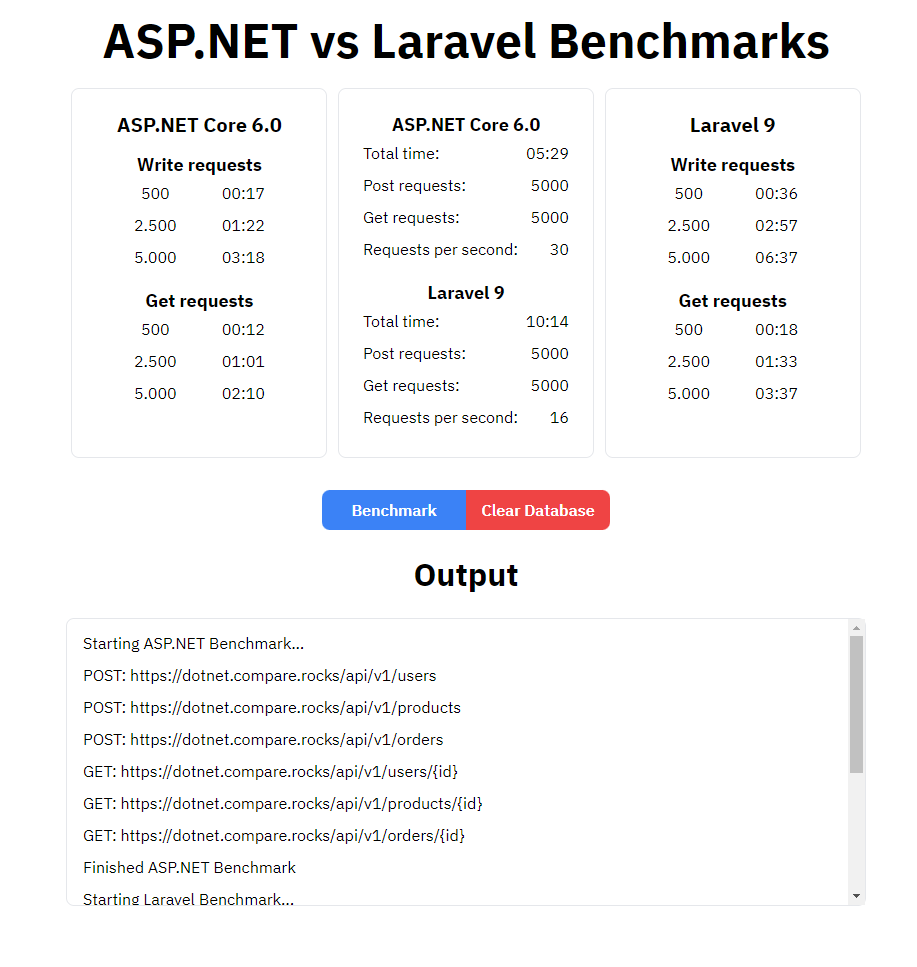 ASP.NET vs Laravel Benchmarks
ASP.NET Core 6.0
Write requests
500 00:17
2.500 01:22
5.000 03:18
Get requests
500 00:12
2.500 01:01
5.000 02:10
ASP.NET Core 6.0
Total time: 05:29
Post requests: 5000
Get requests: 5000
Requests per second: 30
Laravel 9
Total time: 10:14
Post requests: 5000
Get requests: 5000
Requests per second: 16
Laravel 9
Write requests
500 00:36
2.500 02:57
5.000 06:37
Get requests
500 00:18
2.500 01:33
5.000 03:37
Benchmark Clear Database
Output
Starting ASP.NET Benchmark...
POST: https://dotnet.compare.rocks/api/v1/users
POST: https://dotnet.compare.rocks/api/v1/products
POST: https://dotnet.compare.rocks/api/v1/orders
GET: https://dotnet.compare.rocks/api/v1/users/{id}
GET: https://dotnet.compare.rocks/api/v1/products/{id}
GET: https://dotnet.compare.rocks/api/v1/orders/{id}
Finished ASP.NET Benchmark
Starting Laravel Benchmark...